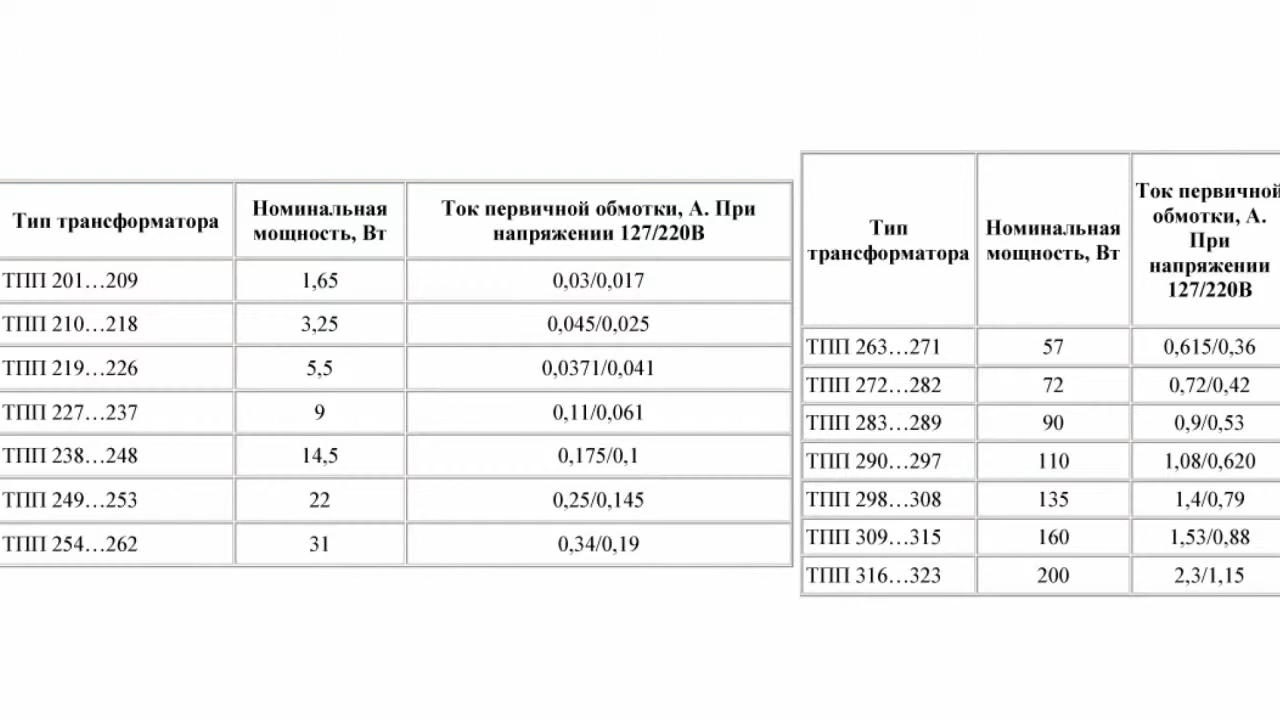 Тип трансформатора
Номинальная
мощность, Вт
Ток первичной обмотки, А. При
напряжении 127/220В
ТПП 201…209 1,65 0,03/0,017
ТПП 210…218 3,25 0,045/0,025
ТПП 219…226 5,5 0,0371/0,041
ТПП 227…237 9 0,11/0,061
ТПП 238…248 14,5 0,175/0,1
ТПП 249…253 22 0,25/0,145
ТПП 254…262 31 0,34/0,19
Тип
трансформатора
Номинальная
мощность, Вт
Ток первичной
обмотки, А.
При
напряжении
127/220В
ТПП 263…271 57 0,615/0,36
ТПП 272…282 72 0,72/0,42
ТПП 283…289 90 0,9/0,53
ТПП 290…297 110 1,08/0,620
ТПП 298…308 135 1,4/0,79
ТПП 309…315 160 1,53/0,88
ТПП 316…323 200 2,3/1,15